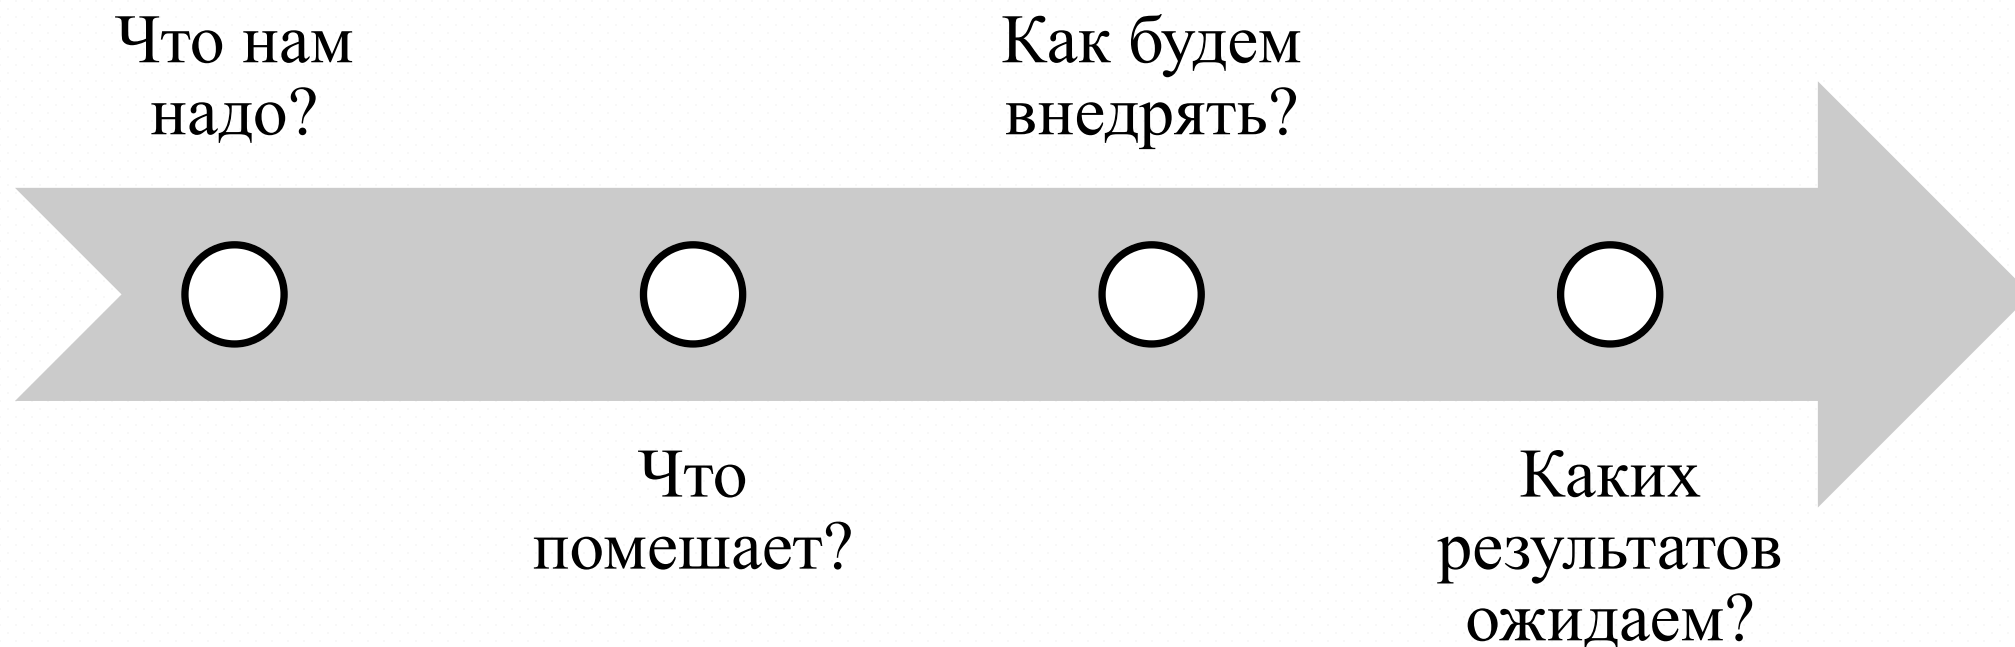 Что нам
надо?
Что
помешает?
Как будем
внедрять?
Каких
результатов
ожидаем?